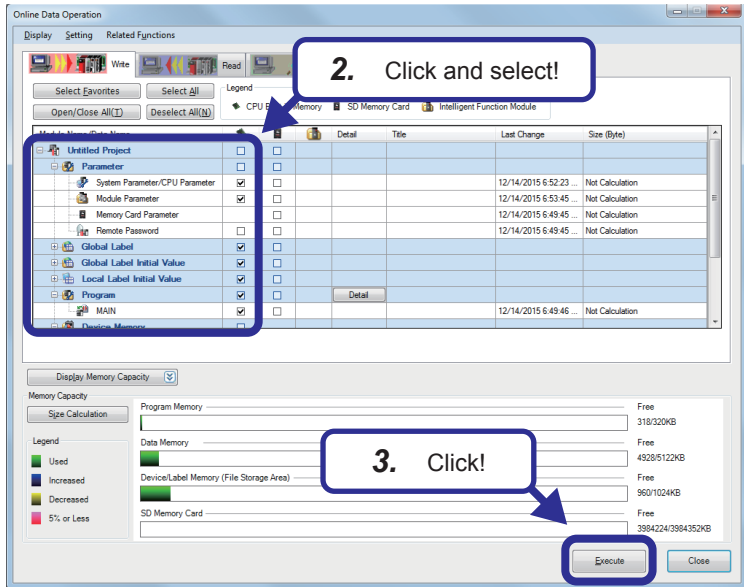 Online Data Operation
Display Setting Related Functions
Write Read
2. Click and select!
Select Favorites Select All Legend
Open/Close All(T) Deselect All(N) CPU Memory SD Memory Card Intelligent Function Module
Detail Title Last Change Size (Byte)
Untitled Project
Parameter
System Parameter/CPU Parameter 12/14/2015 6:52:23 ... Not Calculation
Module Parameter 12/14/2015 6:53:45 ... Not Calculation
Memory Card Parameter 12/14/2015 6:49:45 ... Not Calculation
Remote Password 12/14/2015 6:49:45 ... Not Calculation
Global Label
Global Label Initial Value
Local Label Initial Value
Program Detail
MAIN 12/14/2015 6:49:46 ... Not Calculation
Device Memory
Display Memory Capacity
Memory Capacity
Size Calculation
Program Memory Free
318/320KB
Legend
Used
Increased
Decreased
5% or Less
Data Memory Free
4928/5122KB
3. Click!
Device/Label Memory (File Storage Area) Free
960/1024KB
SD Memory Card Free
3984224/3984352KB
Execute Close